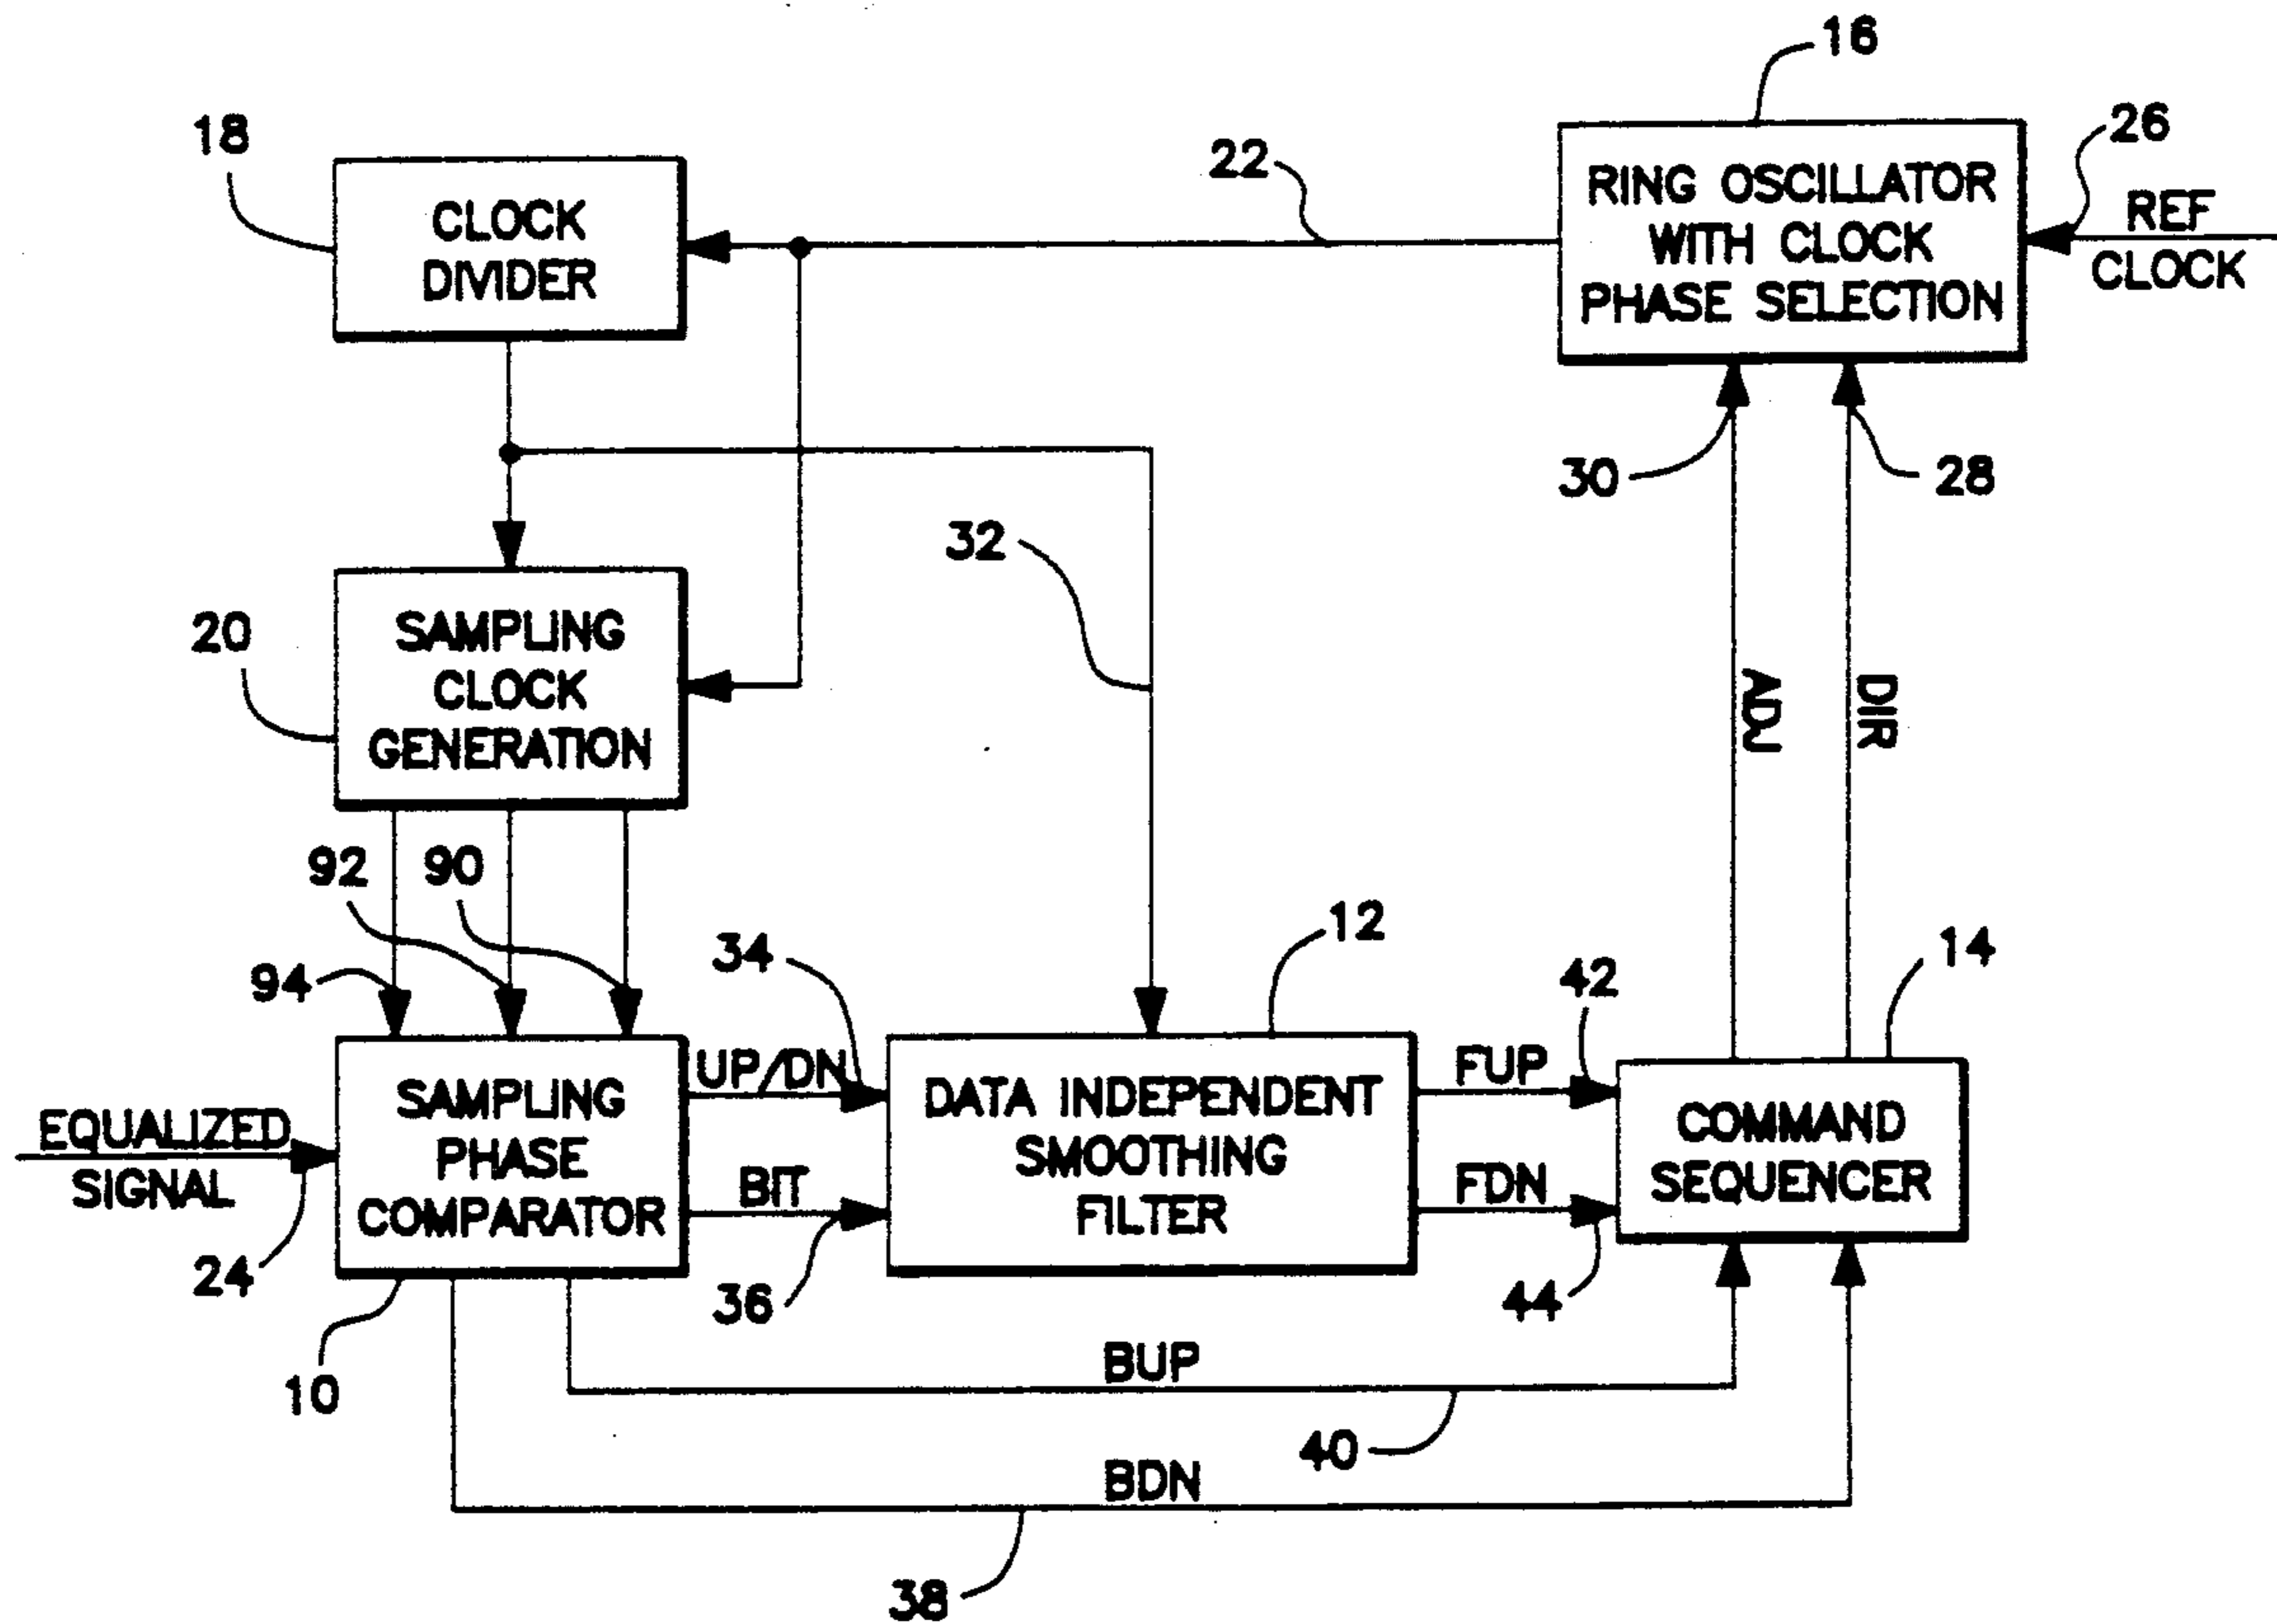 16
18
22
26
CLOCK
DIVIDER
RING OSCILLATOR
WITH CLOCK
PHASE SELECTION
REF
CLOCK
30
28
32
20
SAMPLING
CLOCK
GENERATION
ADJ
DIR
92
90
94
34
12
42
14
EQUALIZED
SIGNAL
24
SAMPLING
PHASE
COMPARATOR
UP/DN
BIT
36
DATA INDEPENDENT
SMOOTHING
FILTER
FUP
FDN
44
COMMAND
SEQUENCER
10
BUP
40
BDN
38